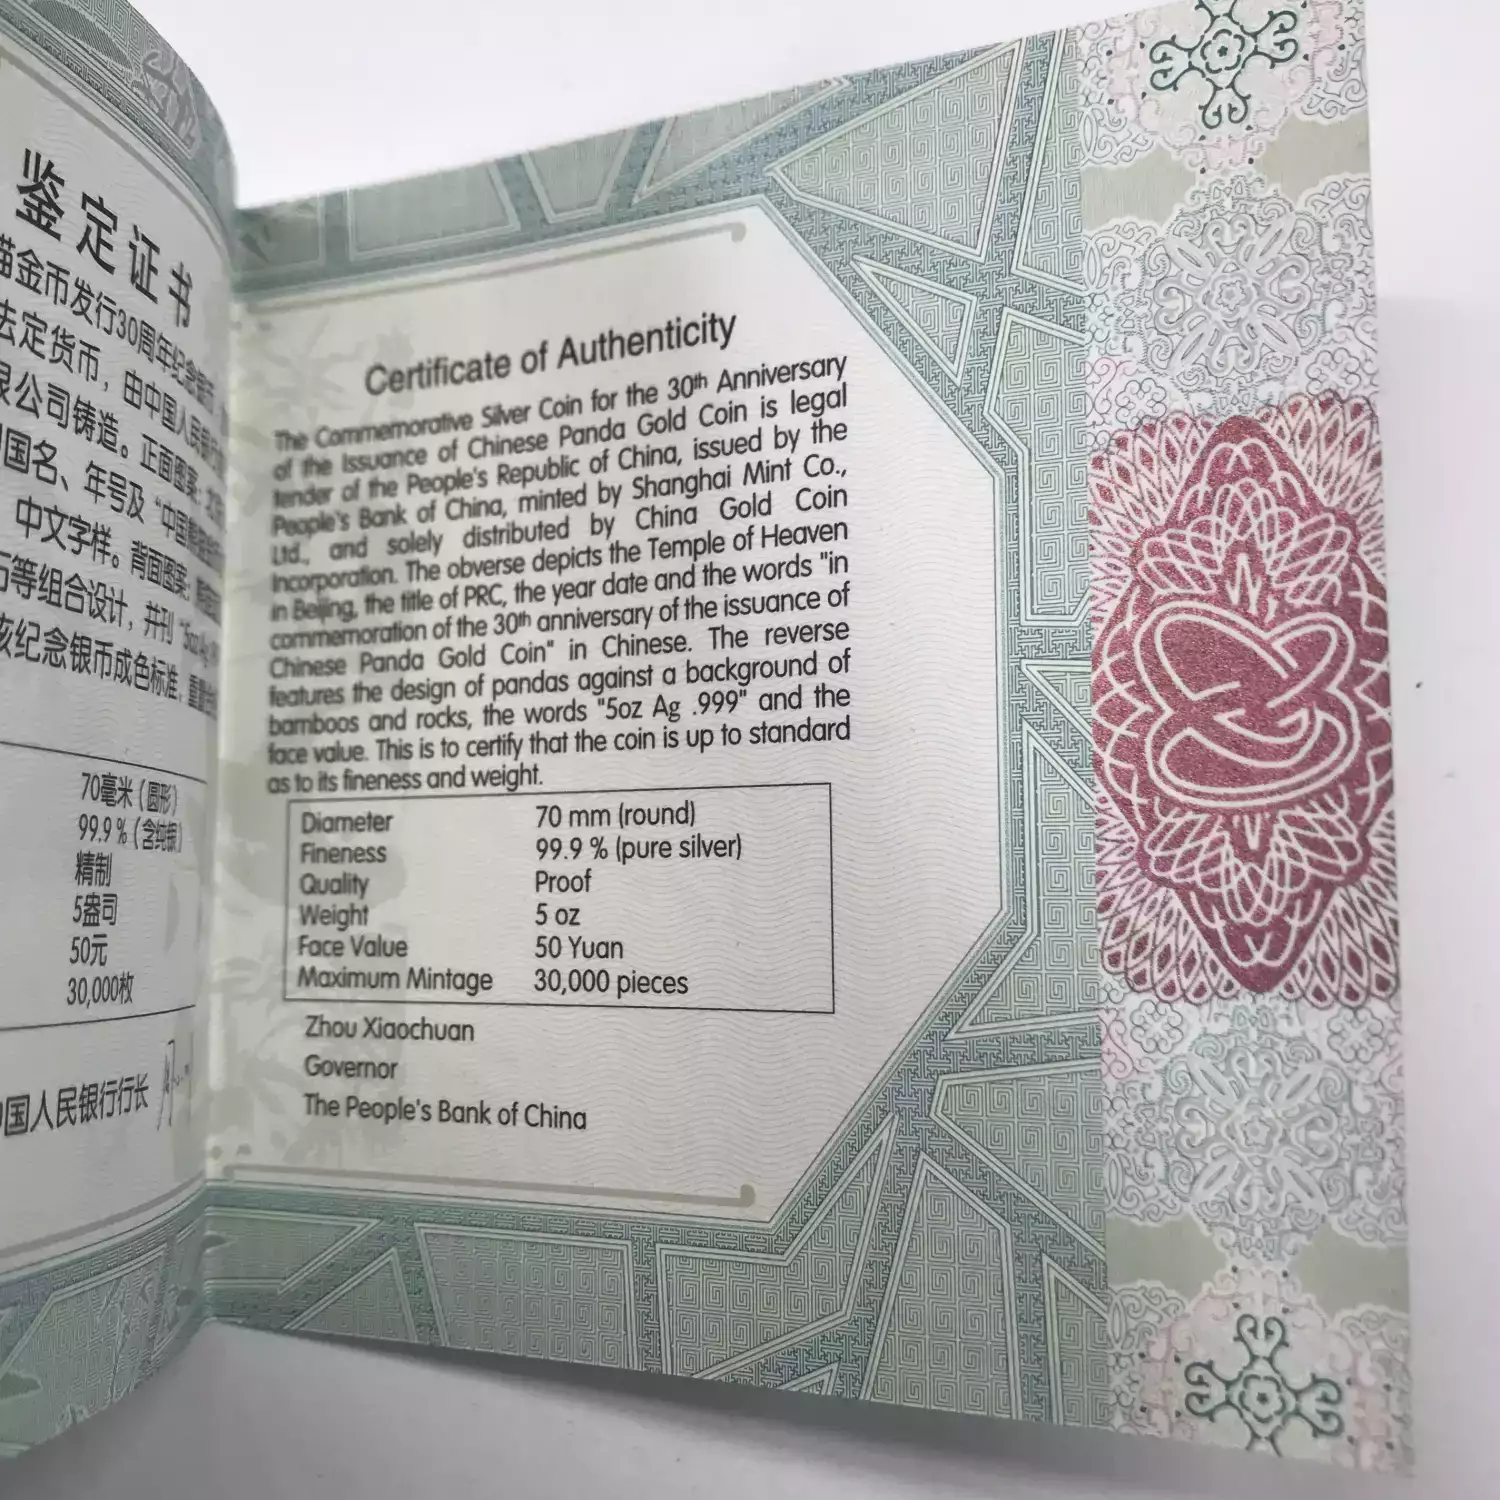 鉴定证书
猫金币发行30周年纪念银币
法定货币，由中国人民银行
限公司铸造。正面图案：北
国名、年号及“中国熊猫
中文字样。背面图案：
等组合设计，并刊“5oz Ag
该纪念银币成色标准、重量
70毫米（圆形）
99.9%（含纯银）
精制
5盎司
50元
30,000枚
中国人民银行行长
Certificate of Authenticity
The Commemorative Silver Coin for the 30th Anniversary
of the Issuance of Chinese Panda Gold Coin is legal
tender of the People's Republic of China, issued by the
People's Bank of China, minted by Shanghai Mint Co.,
Ltd., and solely distributed by China Gold Coin
Incorporation. The obverse depicts the Temple of Heaven
in Beijing, the title of PRC, the year date and the words "in
commemoration of the 30th anniversary of the issuance of
Chinese Panda Gold Coin" in Chinese. The reverse
features the design of pandas against a background of
bamboos and rocks, the words "5oz Ag .999" and the
face value. This is to certify that the coin is up to standard
as to its fineness and weight.
Diameter 70 mm (round)
Fineness 99.9 % (pure silver)
Quality Proof
Weight 5 oz
Face Value 50 Yuan
Maximum Mintage 30,000 pieces
Zhou Xiaochuan
Governor
The People's Bank of China